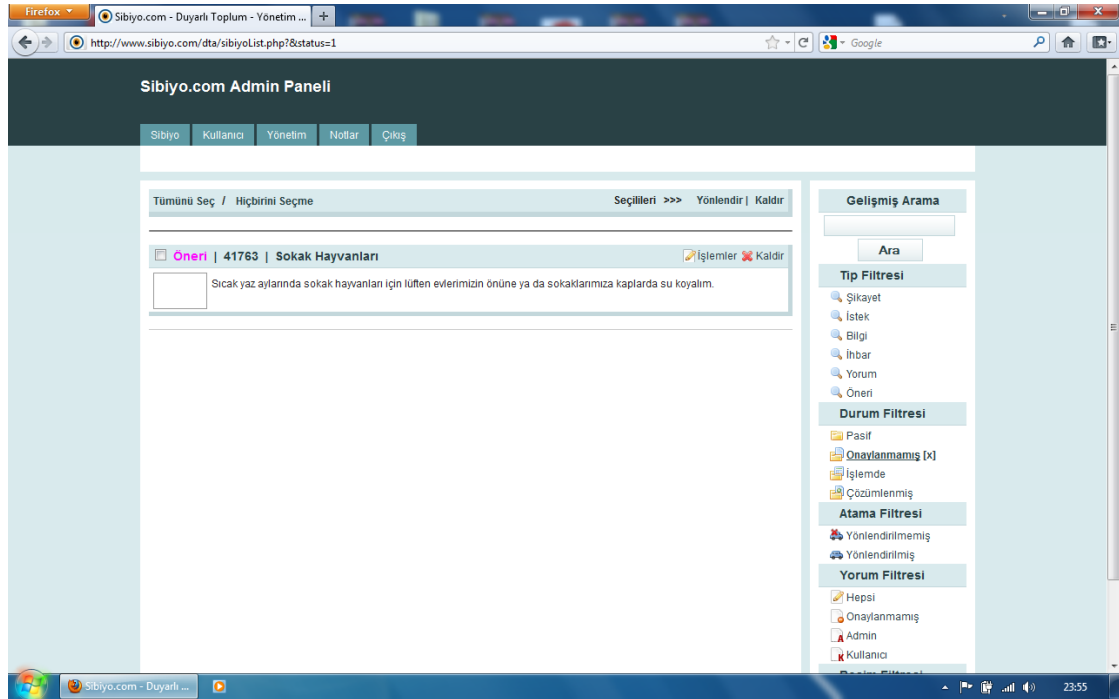 Firefox
Sibiyo.com - Duyarlı Toplum - Yönetim ...
http://www.sibiyo.com/dta/sibiyoList.php?&status=1
Google
Sibiyo.com Admin Paneli
Sibiyo Kullanıcı Yönetim Notlar Çıkış
Tümünü Seç / Hiçbirini Seçme Seçilileri >>> Yönlendir | Kaldır
Öneri | 41763 | Sokak Hayvanları İşlemler Kaldir
Sıcak yaz aylarında sokak hayvanları için lüften evlerimizin önüne ya da sokaklarımıza kaplarda su koyalım.
Gelişmiş Arama
Ara
Tip Filtresi
Şikayet
İstek
Bilgi
İhbar
Yorum
Öneri
Durum Filtresi
Pasif
Onaylanmamış [x]
İşlemde
Çözümlenmiş
Atama Filtresi
Yönlendirilmemiş
Yönlendirilmiş
Yorum Filtresi
Hepsi
Onaylanmamış
Admin
Kullanıcı
Sibiyo.com - Duyarlı ...
23:55